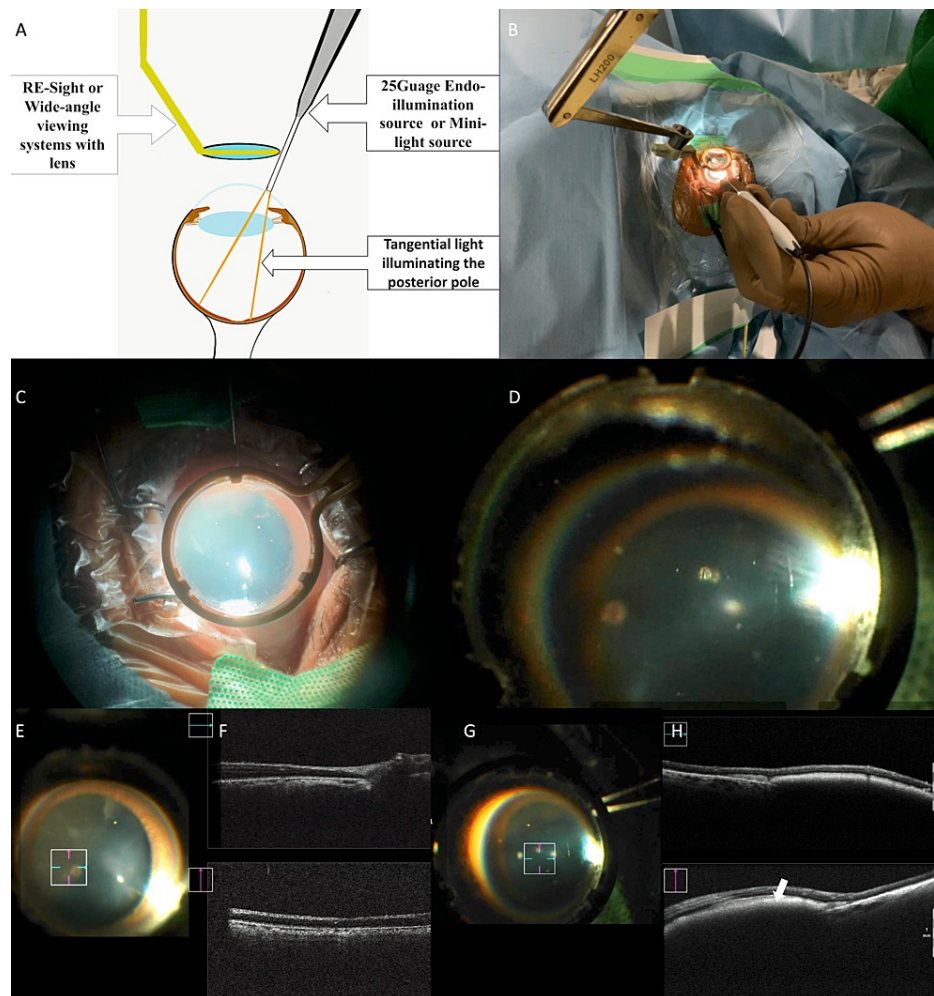 A
RE-Sight or
Wide-angle
viewing
systems with
lens
25Guage Endo-
illumination
source or Mini-
light source
Tangential light
illuminating the
posterior pole
B
LH200
C
D
E
F
G
H